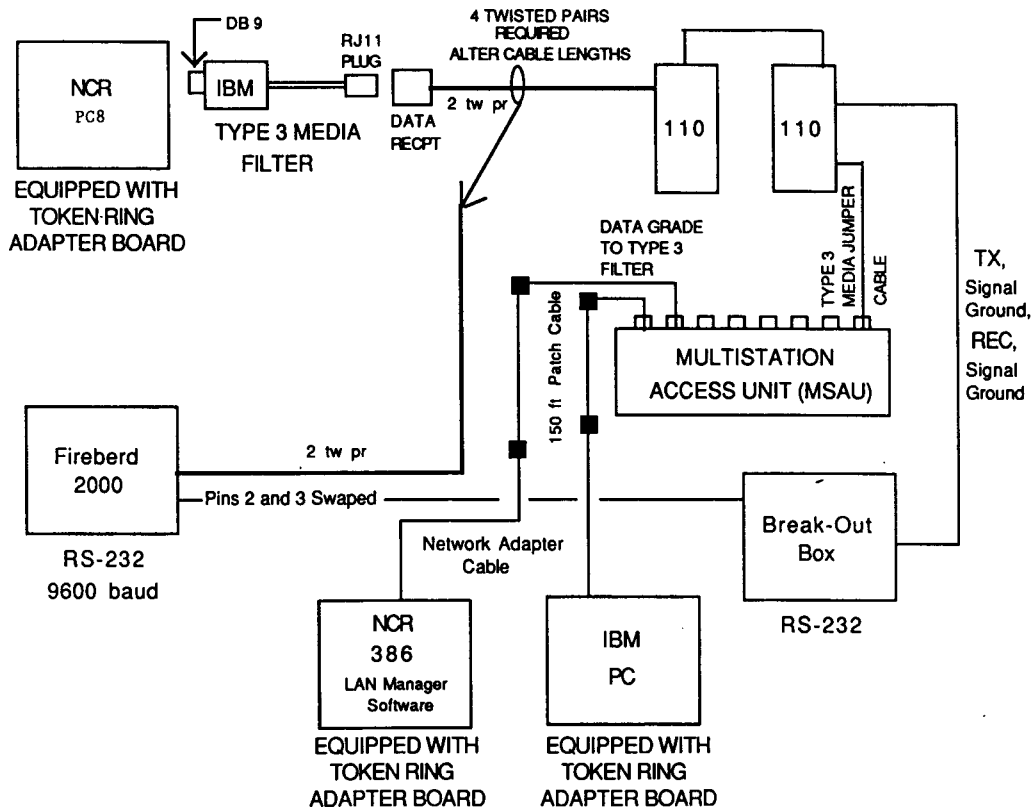 DB 9
NCR
PC8
IBM
RJ11
PLUG
4 TWISTED PAIRS
REQUIRED
ALTER CABLE LENGTHS
2 tw pr
DATA
RECPT
110
110
TYPE 3 MEDIA
FILTER
EQUIPPED WITH
TOKEN-RING
ADAPTER BOARD
DATA GRADE
TO TYPE 3
FILTER
TYPE 3
MEDIA JUMPER
CABLE
TX,
Signal
Ground,
REC,
Signal
Ground
150 ft Patch Cable
MULTISTATION
ACCESS UNIT (MSAU)
Fireberd
2000
2 tw pr
Pins 2 and 3 Swaped
RS-232
9600 baud
Network Adapter
Cable
Break-Out
Box
RS-232
NCR
386
LAN Manager
Software
IBM
PC
EQUIPPED WITH
TOKEN RING
ADAPTER BOARD
EQUIPPED WITH
TOKEN RING
ADAPTER BOARD